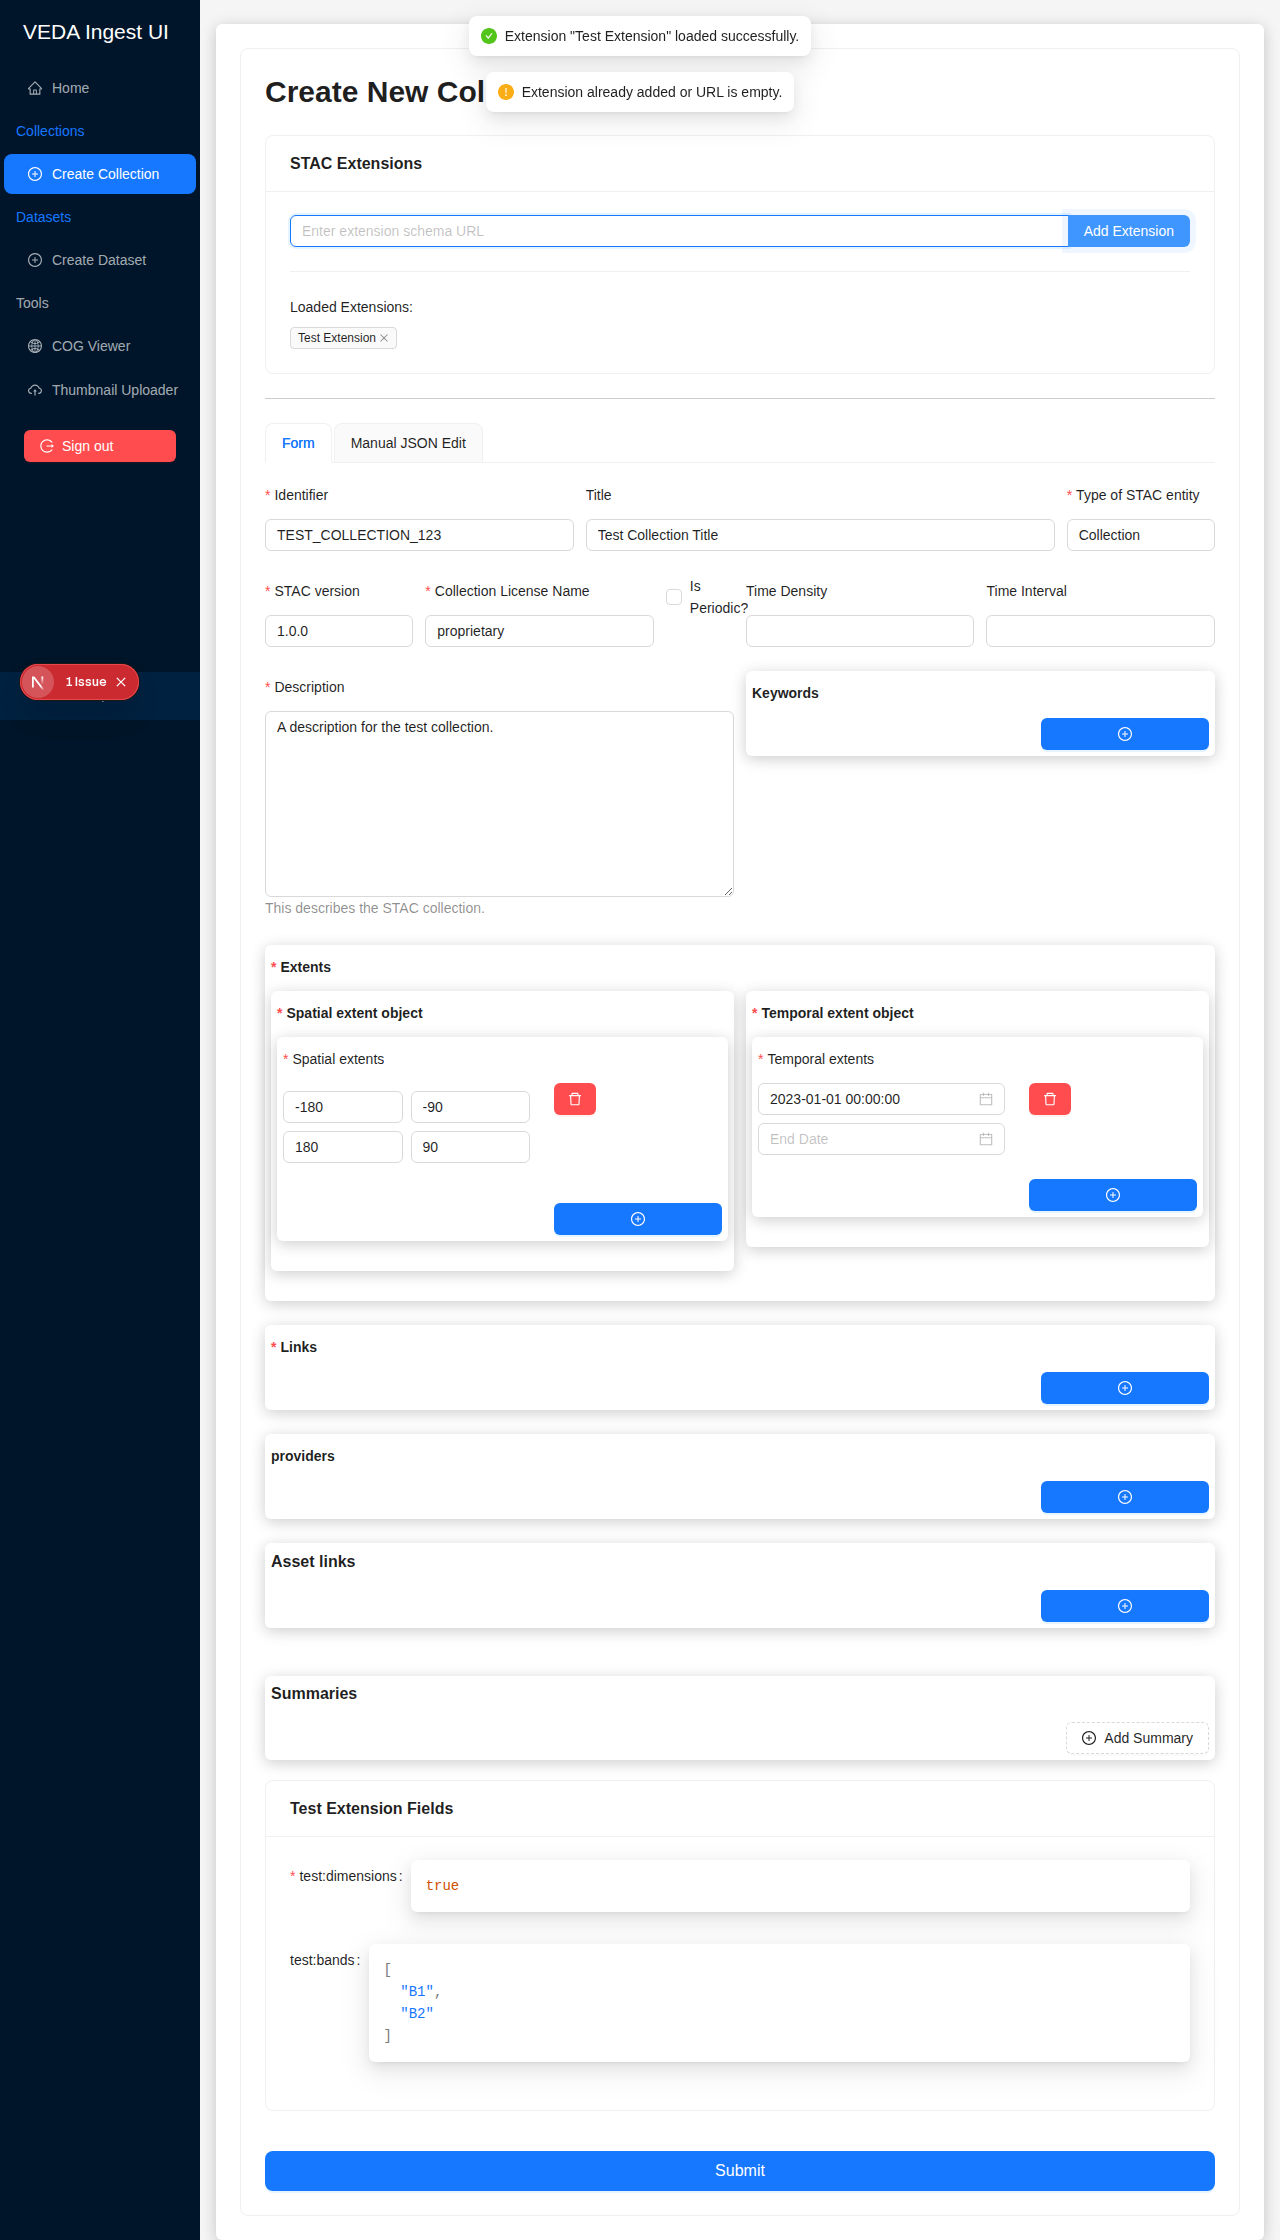 VEDA Ingest UI
Home
Collections
Create Collection
Datasets
Create Dataset
Tools
COG Viewer
Thumbnail Uploader
Sign out
1 Issue
Extension "Test Extension" loaded successfully.
Extension already added or URL is empty.
Create New Col
STAC Extensions
Enter extension schema URL
Add Extension
Loaded Extensions:
Test Extension
Form
Manual JSON Edit
* Identifier
Title
* Type of STAC entity
TEST_COLLECTION_123
Test Collection Title
Collection
* STAC version
* Collection License Name
Is Periodic?
Time Density
Time Interval
1.0.0
proprietary
* Description
Keywords
A description for the test collection.
This describes the STAC collection.
* Extents
* Spatial extent object
* Temporal extent object
* Spatial extents
* Temporal extents
-180
-90
2023-01-01 00:00:00
180
90
End Date
* Links
providers
Asset links
Summaries
Add Summary
Test Extension Fields
* test:dimensions:
true
test:bands:
[
"B1",
"B2"
]
Submit